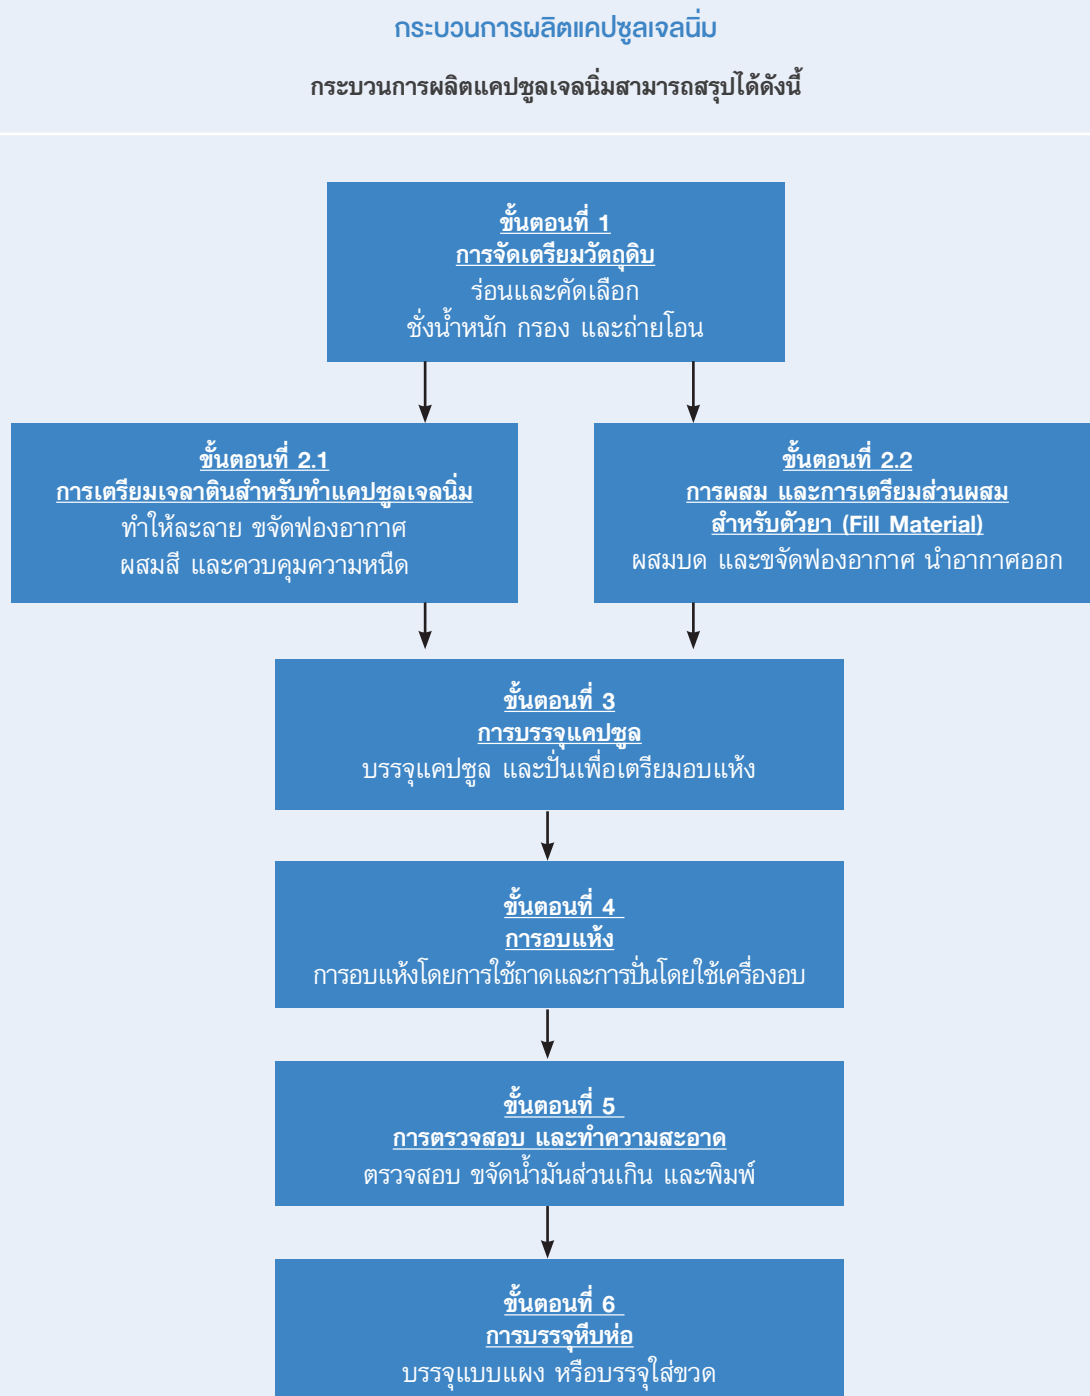 กระบวนการผลิตแคปซูลเจลนิ่ม
กระบวนการผลิตแคปซูลเจลนิ่มสามารถสรุปได้ดังนี้
ขั้นตอนที่ 1
การจัดเตรียมวัตถุดิบ
ร่อนและคัดเลือก
ชั่งน้ำหนัก กรอง และถ่ายโอน
ขั้นตอนที่ 2.1
การเตรียมเจลาตินสำหรับทำแคปซูลเจลนิ่ม
ทำให้ละลาย ขจัดฟองอากาศ
ผสมสี และควบคุมความหนืด
ขั้นตอนที่ 2.2
การผสม และการเตรียมส่วนผสม
สำหรับตัวยา (Fill Material)
ผสมบด และขจัดฟองอากาศ นำอากาศออก
ขั้นตอนที่ 3
การบรรจุแคปซูล
บรรจุแคปซูล และปั่นเพื่อเตรียมอบแห้ง
ขั้นตอนที่ 4
การอบแห้ง
การอบแห้งโดยการใช้ถาดและการปั่นโดยใช้เครื่องอบ
ขั้นตอนที่ 5
การตรวจสอบ และทำความสะอาด
ตรวจสอบ ขจัดน้ำมันส่วนเกิน และพิมพ์
ขั้นตอนที่ 6
การบรรจุหีบห่อ
บรรจุแบบแผง หรือบรรจุใส่ขวด